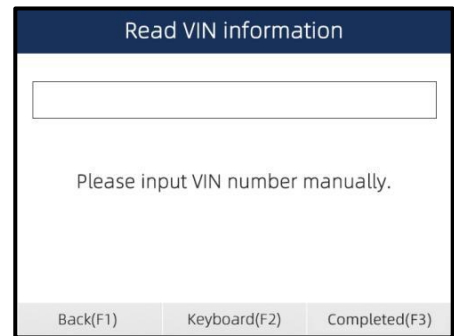 Read VIN information
Please input VIN number manually.
Back(F1) Keyboard(F2) Completed(F3)